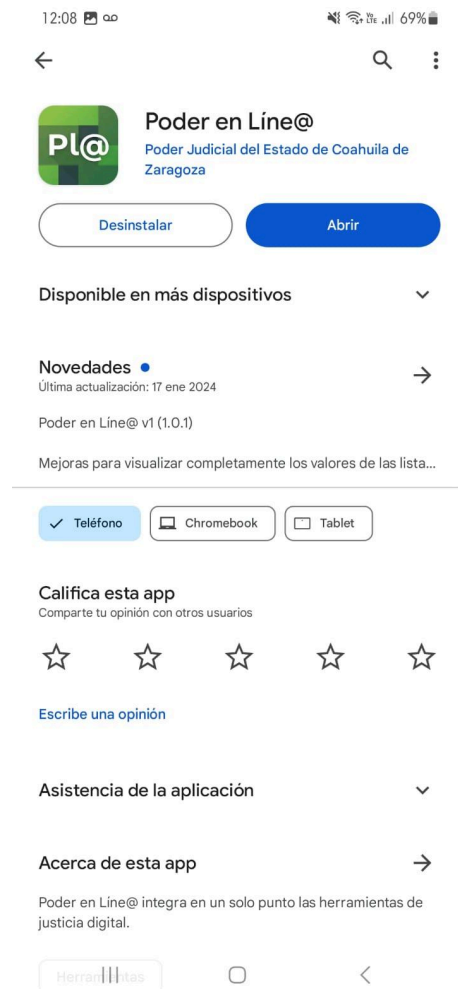 12:08 69%
Vo
LTE
Poder en Líne@
Pl@
Poder Judicial del Estado de Coahuila de
Zaragoza
Desinstalar Abrir
Disponible en más dispositivos
Novedades
Última actualización: 17 ene 2024
Poder en Líne@ v1 (1.0.1)
Mejoras para visualizar completamente los valores de las lista...
Teléfono Chromebook Tablet
Califica esta app
Comparte tu opinión con otros usuarios
Escribe una opinión
Asistencia de la aplicación
Acerca de esta app
Poder en Líne@ integra en un solo punto las herramientas de
justicia digital.
Herramientas